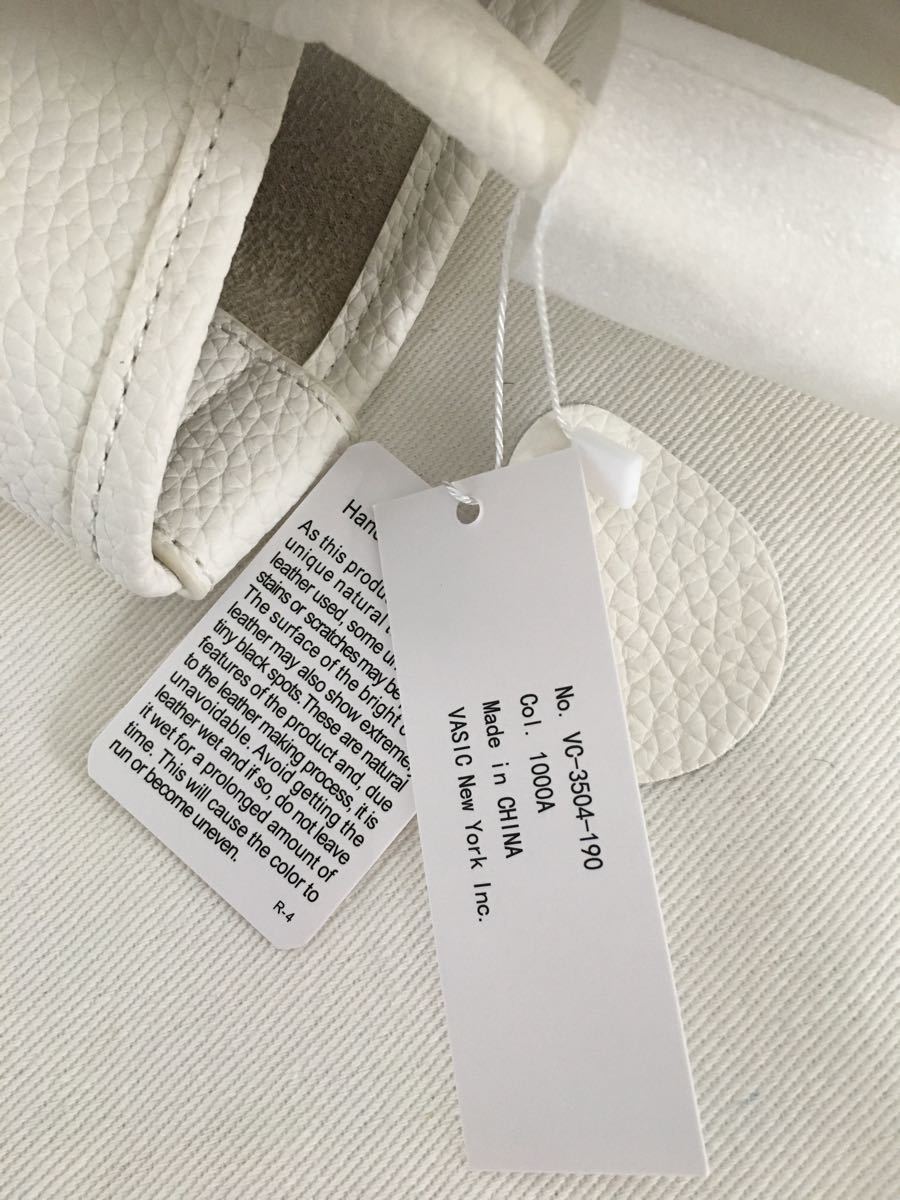 Hand
As this produ
unique natural t
leather used, some un
stains or scratches may be
The surface of the bright c
leather may also show extremely
tiny black spots. These are natural
features of the product and, due
to the leather making process, it is
unavoidable. Avoid getting the
leather wet and if so, do not leave
it wet for a prolonged amount of
time. This will cause the color to
run or become uneven.
R-4
No. VC-3504-190
Col. 1000A
Made in CHINA
VASIC New York Inc.